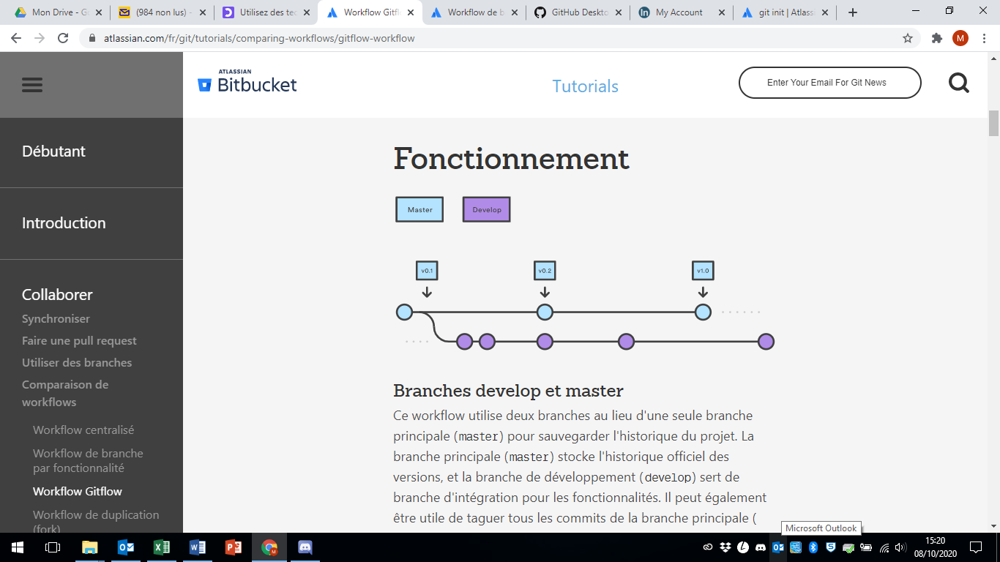 Mon Drive - Go
(984 non lus) -
Utilisez des tec
Workflow Gitfl
Workflow de b
GitHub Deskto
My Account
git init | Atlassi
atlassian.com/fr/git/tutorials/comparing-workflows/gitflow-workflow
M
ATLASSIAN
Bitbucket
Tutorials
Enter Your Email For Git News
Débutant
Introduction
Collaborer
Synchroniser
Faire une pull request
Utiliser des branches
Comparaison de
workflows
Workflow centralisé
Workflow de branche
par fonctionnalité
Workflow Gitflow
Workflow de duplication
(fork)
Fonctionnement
Master
Develop
v0.1
v0.2
v1.0
Branches develop et master
Ce workflow utilise deux branches au lieu d'une seule branche
principale (master) pour sauvegarder l'historique du projet. La
branche principale (master) stocke l'historique officiel des
versions, et la branche de développement (develop) sert de
branche d'intégration pour les fonctionnalités. Il peut également
être utile de taguer tous les commits de la branche principale (
Microsoft Outlook
15:20
08/10/2020